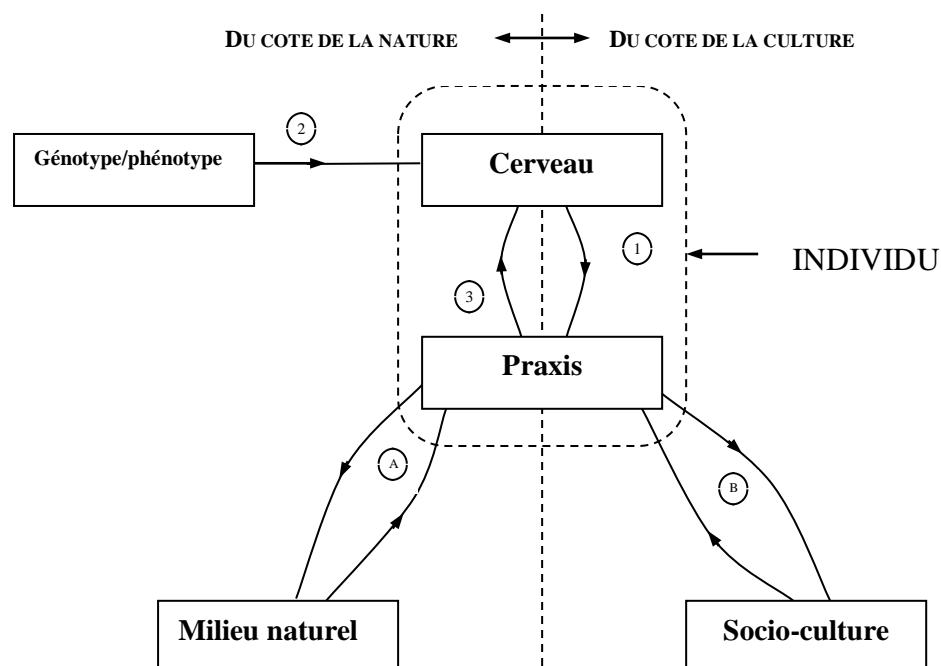 DU COTE DE LA NATURE DU COTE DE LA CULTURE
2
Génotype/phénotype
Cerveau
1
INDIVIDU
3
Praxis
A
B
Milieu naturel
Socio-culture